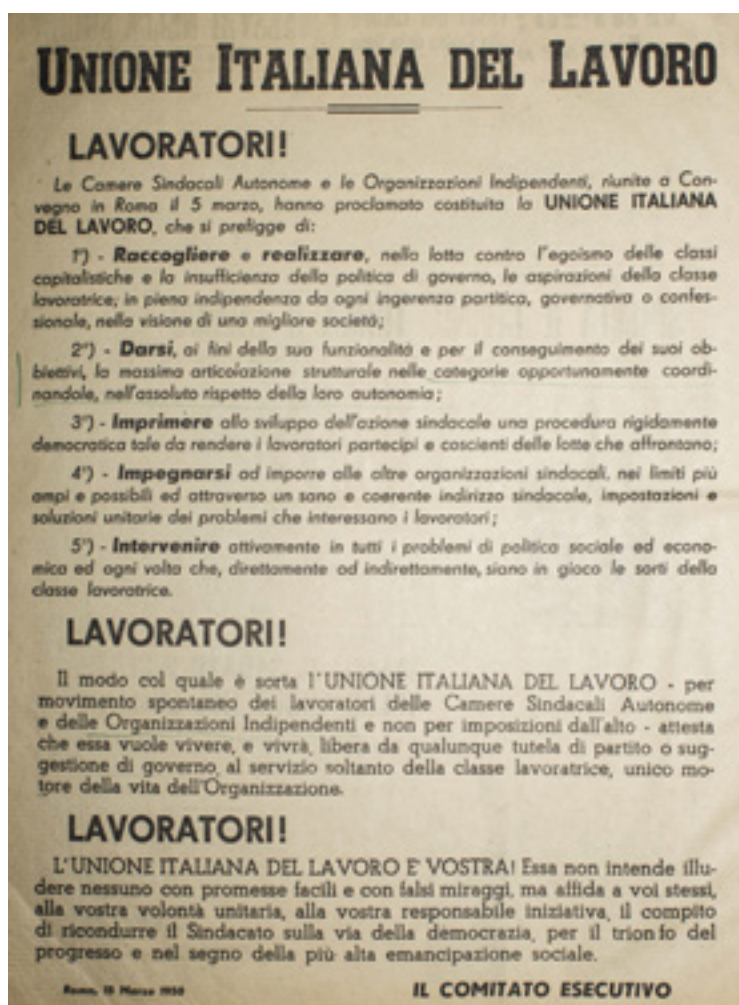 UNIONE ITALIANA DEL LAVORO
LAVORATORI!
Le Camere Sindacali Autonome e le Organizzazioni Indipendenti, riunite a Con-
vegno in Roma il 5 marzo, hanno proclamato costituita la UNIONE ITALIANA
DEL LAVORO, che si prefigge di:
1°) - Raccogliere e realizzare, nella lotta contro l'egoismo delle classi
capitalistiche e la insufficienza della politica di governo, le aspirazioni della classe
lavoratrice, in piena indipendenza da ogni ingerenza partitica, governativa o confes-
sionale, nella visione di una migliore società;
2°) - Darsi, ai fini della sua funzionalità e per il conseguimento dei suoi ob-
biettivi, la massima articolazione strutturale nelle categorie opportunamente coordi-
nandole, nell'assoluto rispetto della loro autonomia;
3°) - Imprimere allo sviluppo dell'azione sindacale una procedura rigidamente
democratica tale da rendere i lavoratori partecipi e coscienti delle lotte che affrontano;
4°) - Impegnarsi ad imporre alle altre organizzazioni sindacali, nei limiti più
ampi e possibili ed attraverso un sano e coerente indirizzo sindacale, impostazioni e
soluzioni unitarie dei problemi che interessano i lavoratori;
5°) - Intervenire attivamente in tutti i problemi di politica sociale ed econo-
mica ed ogni volta che, direttamente od indirettamente, siano in gioco le sorti della
classe lavoratrice.
LAVORATORI!
Il modo col quale è sorta l'UNIONE ITALIANA DEL LAVORO - per
movimento spontaneo dei lavoratori delle Camere Sindacali Autonome
e delle Organizzazioni Indipendenti e non per imposizioni dall'alto - attesta
che essa vuole vivere, e vivrà, libera da qualunque tutela di partito o sug-
gestione di governo, al servizio soltanto della classe lavoratrice, unico mo-
tore della vita dell'Organizzazione.
LAVORATORI!
L'UNIONE ITALIANA DEL LAVORO E' VOSTRA! Essa non intende illu-
dere nessuno con promesse facili e con falsi miraggi, ma affida a voi stessi,
alla vostra volontà unitaria, alla vostra responsabile iniziativa, il compito
di ricondurre il Sindacato sulla via della democrazia, per il trionfo del
progresso e nel segno della più alta emancipazione sociale.
Roma, 15 Marzo 1950
IL COMITATO ESECUTIVO